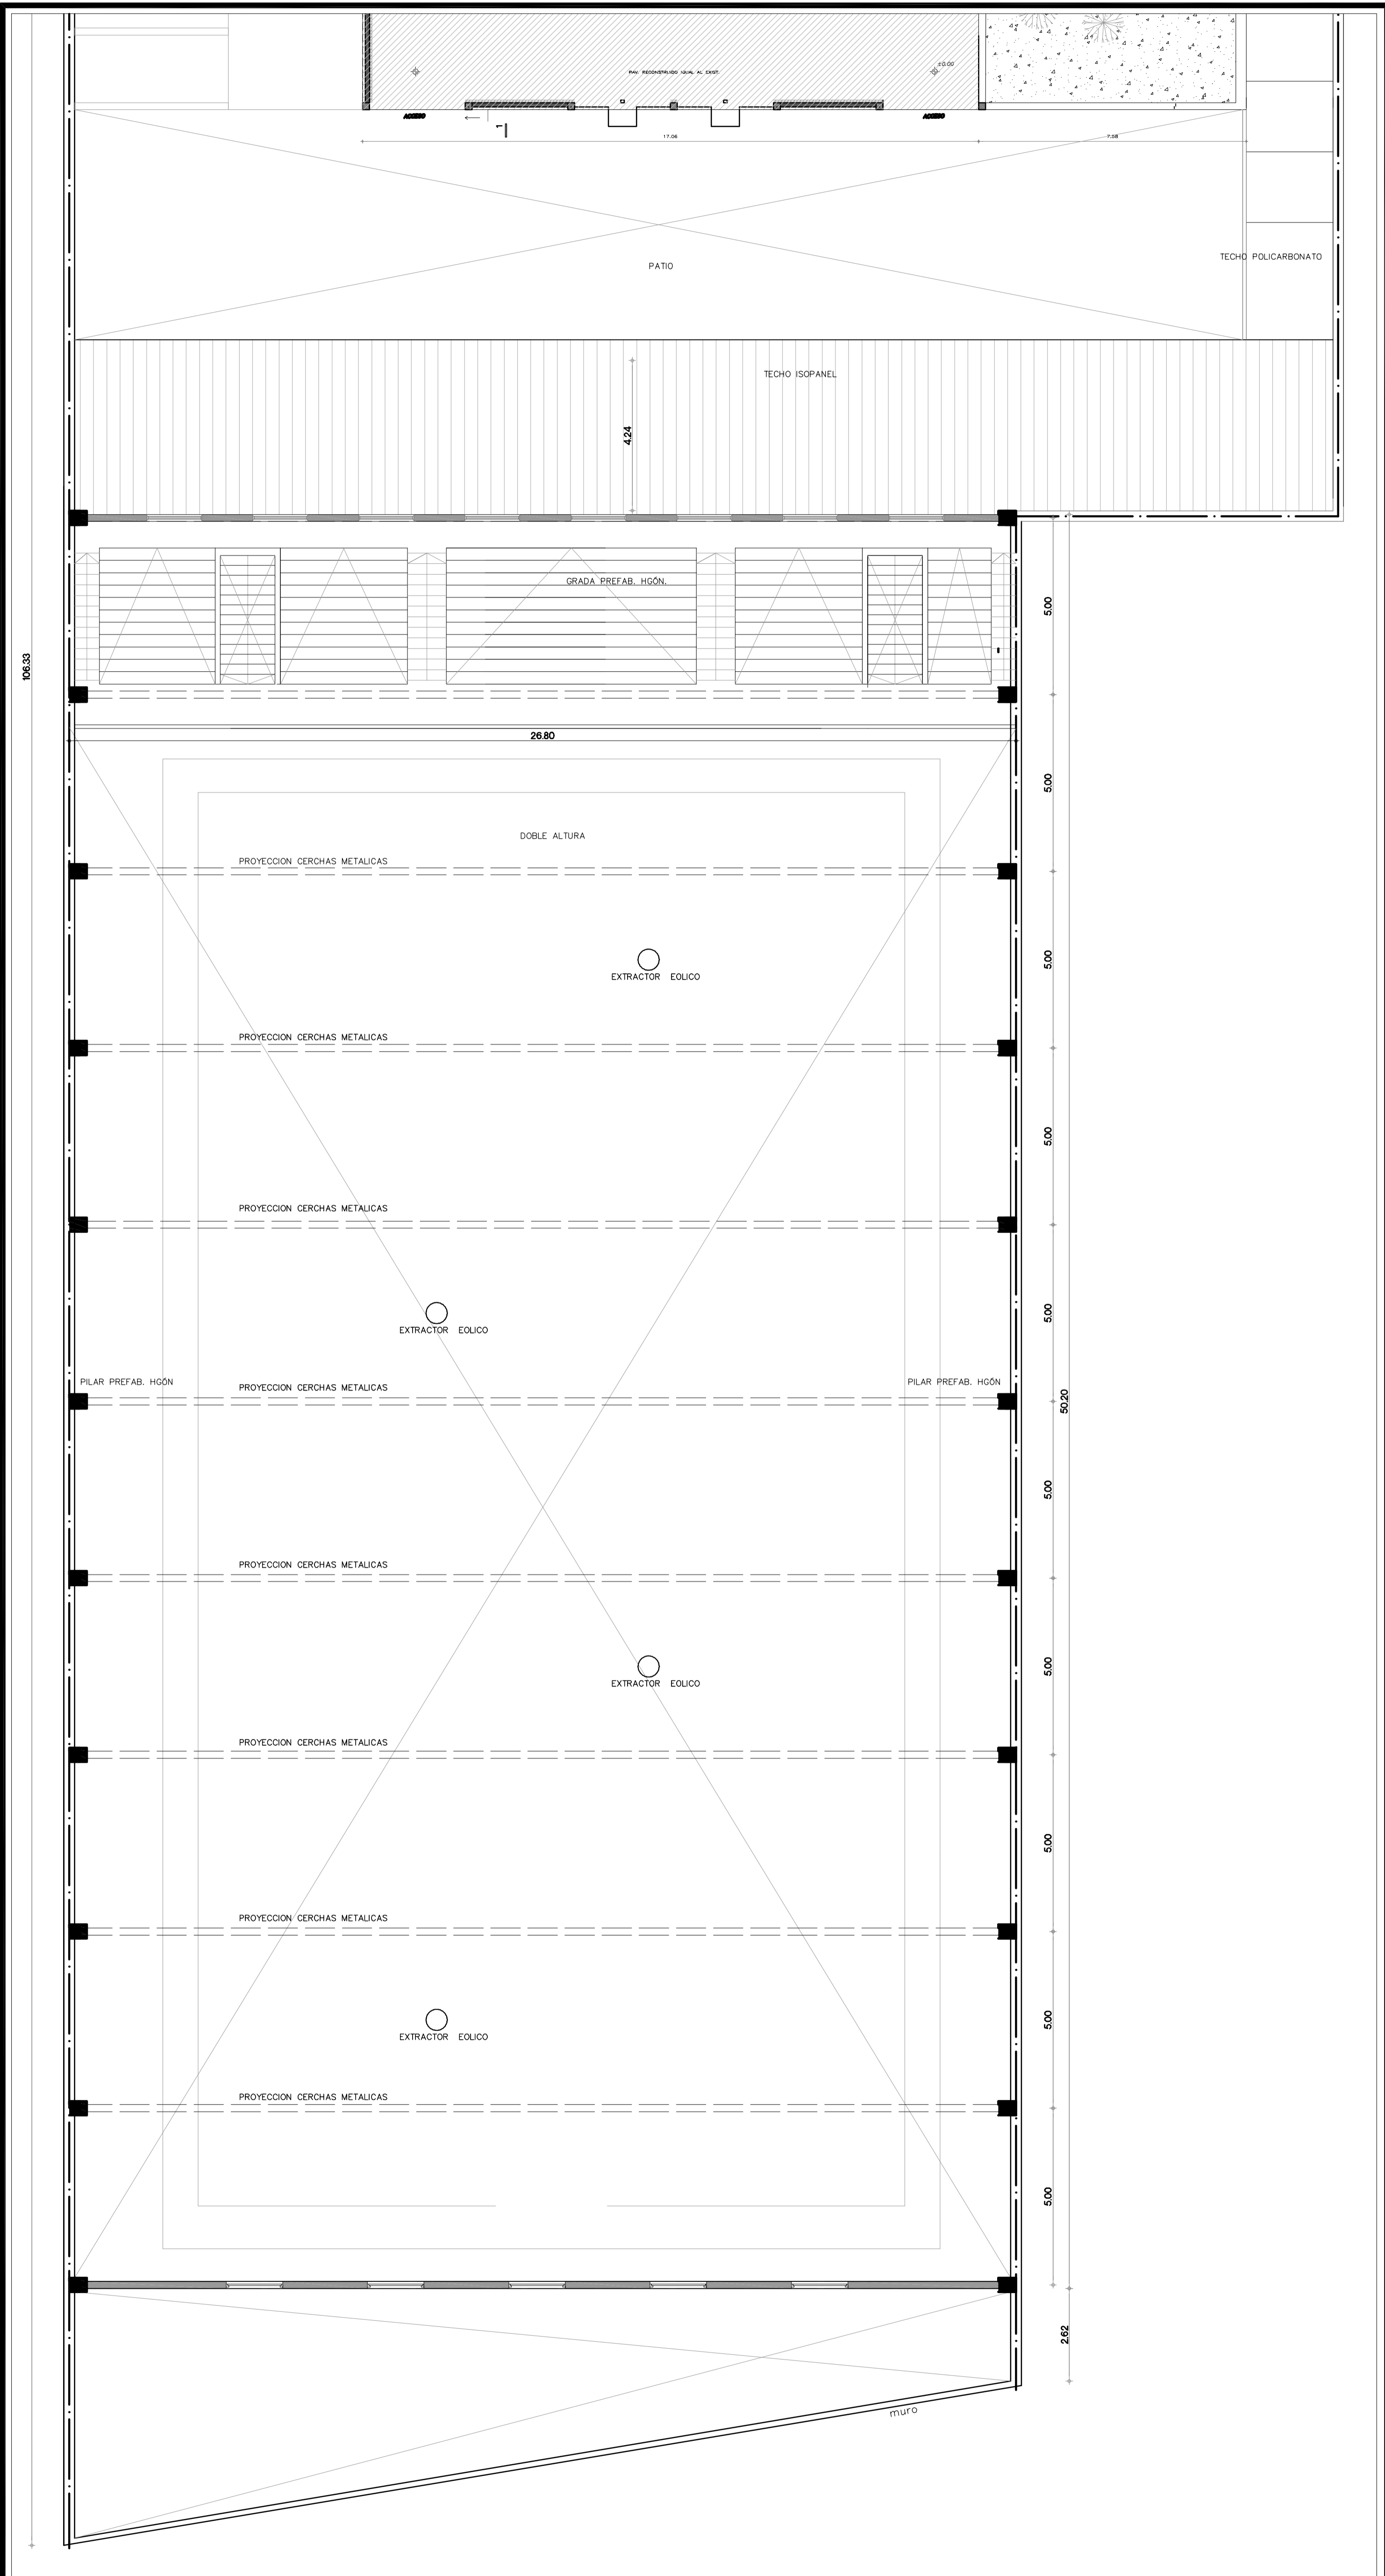 PAV. RECONSTRUIDO IGUAL AL EXIST.
±0.00
ACCESO
1
ACCESO
17.06
7.58
PATIO
TECHO POLICARBONATO
TECHO ISOPANEL
4.24
GRADA PREFAB. HGÓN.
5.00
106.33
26.80
5.00
DOBLE ALTURA
PROYECCION CERCHAS METALICAS
5.00
EXTRACTOR EOLICO
PROYECCION CERCHAS METALICAS
5.00
PROYECCION CERCHAS METALICAS
5.00
EXTRACTOR EOLICO
PILAR PREFAB. HGÓN
PROYECCION CERCHAS METALICAS
PILAR PREFAB. HGÓN
50.20
5.00
PROYECCION CERCHAS METALICAS
5.00
EXTRACTOR EOLICO
PROYECCION CERCHAS METALICAS
5.00
PROYECCION CERCHAS METALICAS
5.00
EXTRACTOR EOLICO
PROYECCION CERCHAS METALICAS
5.00
2.62
muro